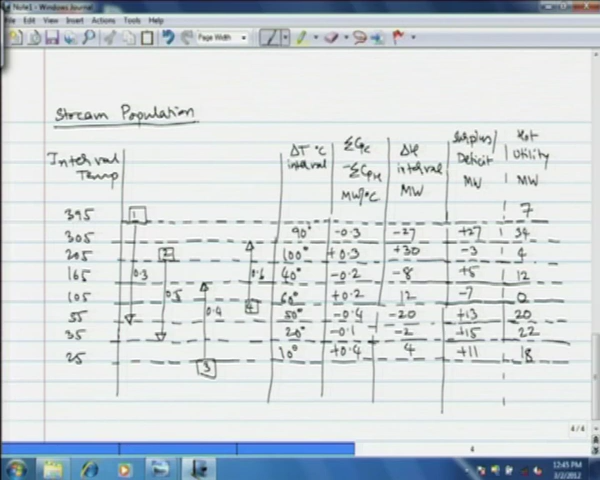 Note1 - Windows Journal
File Edit View Insert Actions Tools Help
Page Width
Stream Population
Interval Temp ΔT °C interval ΣCpc -ΣCpH MW/°C ΔH interval MW Surplus/Deficit MW Hot Utility MW
395 1 7
90° -0.3 -27 +27 34
305
205 2 100° +0.3 +30 -3 4
165 0.3 0.6 40° -0.2 -8 +5 12
105 0.5 4 60° +0.2 12 -7 0
55 0.4 50° -0.4 -20 +13 20
35 20° -0.1 -2 +15 22
25 3 10° +0.4 4 +11 18
4/4
4
12:45 PM
3/2/2012